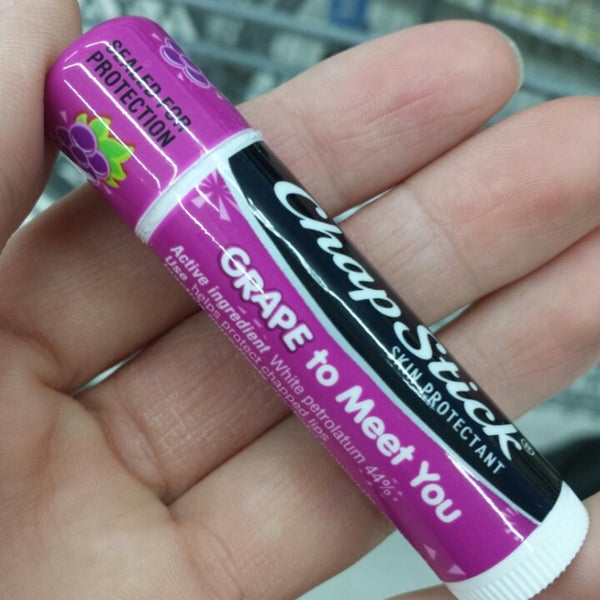 SEALED FOR
PROTECTION
ChapStick®
SKIN PROTECTANT
GRAPE to Meet You
Active ingredient White petrolatum 44%
Use helps protect chapped lips